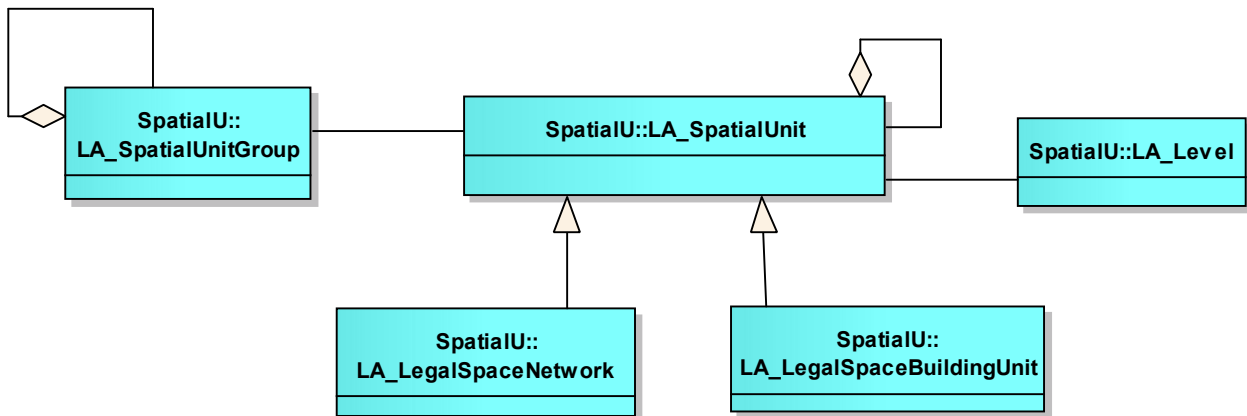 SpatialU::
LA_SpatialUnitGroup
SpatialU::LA_SpatialUnit
SpatialU::LA_Level
SpatialU::
LA_LegalSpaceNetwork
SpatialU::
LA_LegalSpaceBuildingUnit